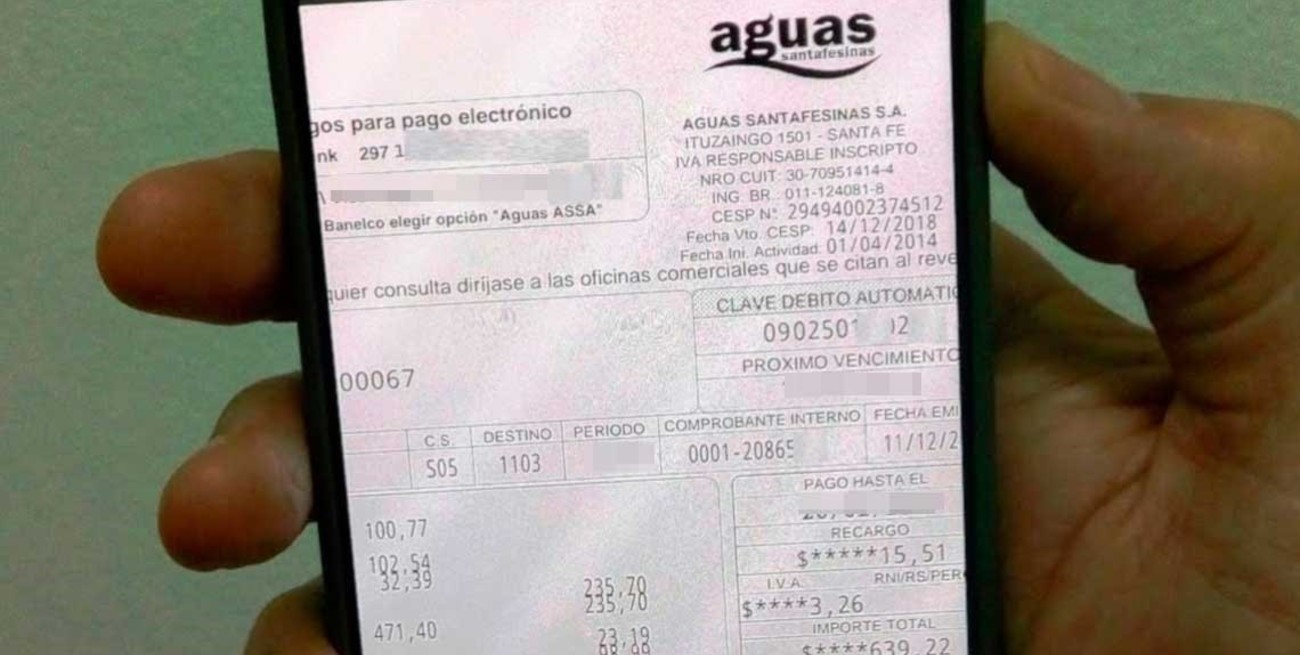 aguas
santafesinas
gos para pago electrónico
nk 297 1
Banelco elegir opción "Aguas ASSA"
AGUAS SANTAFESINAS S.A.
ITUZAINGO 1501 - SANTA FE
IVA RESPONSABLE INSCRIPTO
NRO CUIT: 30-70951414-4
ING. BR.: 011-124081-8
CESP N° 29494002374512
Fecha Vto. CESP: 14/12/2018
Fecha Ini. Actividad: 01/04/2014
quier consulta diríjase a las oficinas comerciales que se citan al reve
CLAVE DEBITO AUTOMATIC
0902501 02
PROXIMO VENCIMIENTO
00067
C.S. DESTINO PERIODO COMPROBANTE INTERNO FECHA EMI
S05 1103 0001-20865 11/12/2
PAGO HASTA EL
RECARGO
$*****15,51
I.V.A. RNI/RS/PER
$****3,26
IMPORTE TOTAL
$*****639,22
100,77
102,54
32,39 235,70
235,70
471,40 23,19